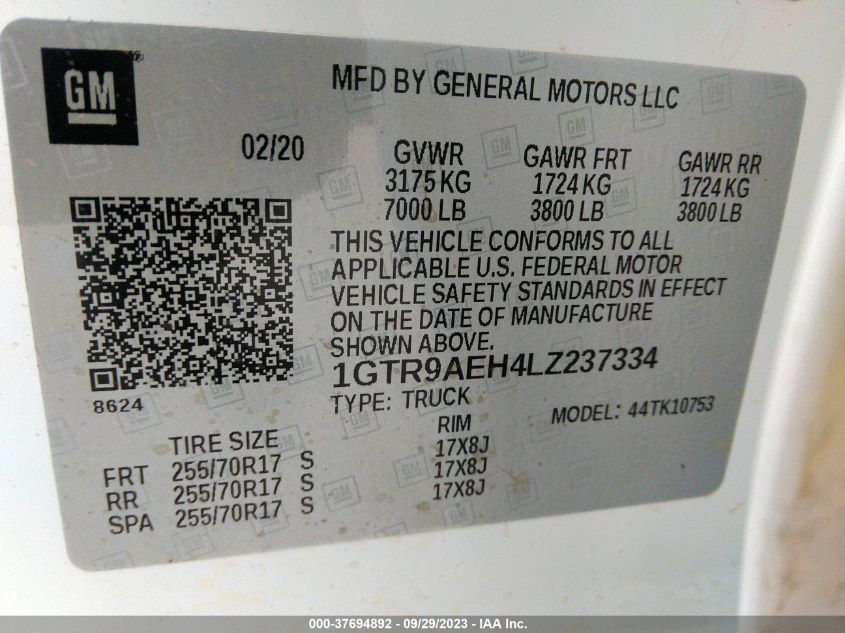 GM
MFD BY GENERAL MOTORS LLC
02/20
GVWR GAWR FRT GAWR RR
3175 KG 1724 KG 1724 KG
7000 LB 3800 LB 3800 LB
THIS VEHICLE CONFORMS TO ALL
APPLICABLE U.S. FEDERAL MOTOR
VEHICLE SAFETY STANDARDS IN EFFECT
ON THE DATE OF MANUFACTURE
SHOWN ABOVE.
1GTR9AEH4LZ237334
8624
TYPE: TRUCK MODEL: 44TK10753
TIRE SIZE RIM
FRT 255/70R17 S 17X8J
RR 255/70R17 S 17X8J
SPA 255/70R17 S 17X8J
000-37694892 - 09/29/2023 - IAAI.com